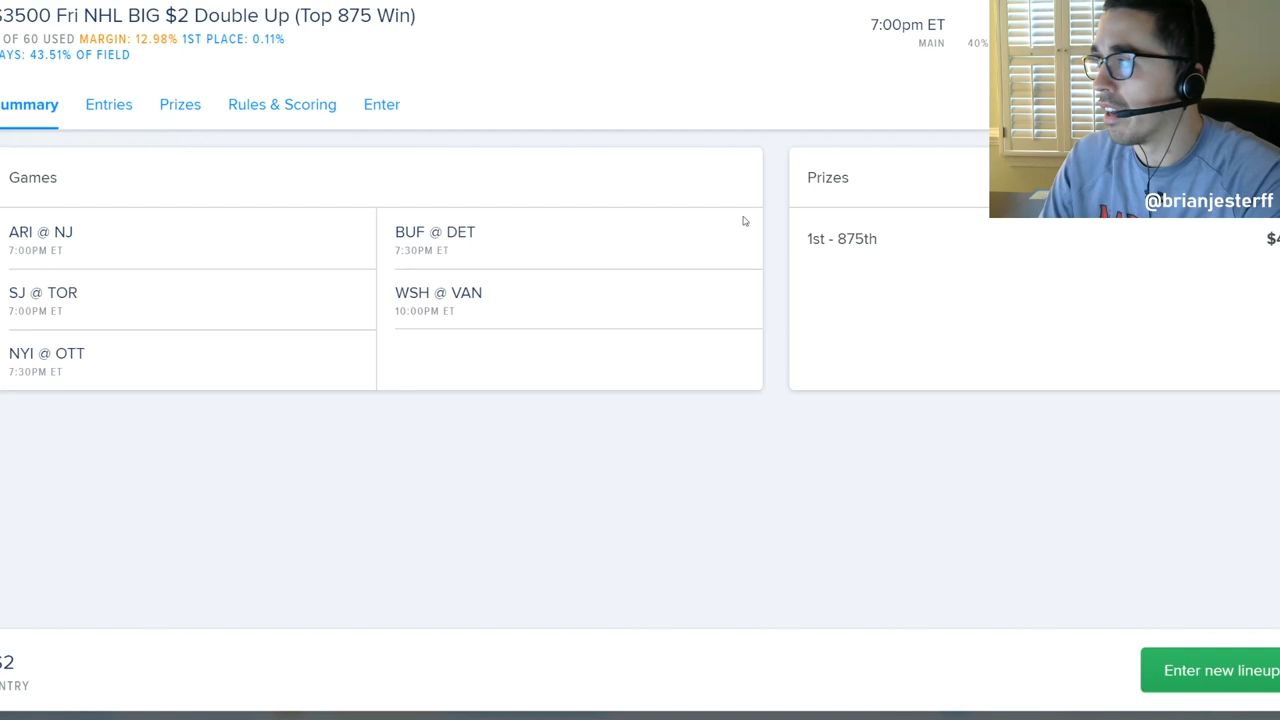 $3500 Fri NHL BIG $2 Double Up (Top 875 Win)
OF 60 USED MARGIN: 12.98% 1ST PLACE: 0.11%
AYS: 43.51% OF FIELD
7:00pm ET
MAIN 40%
ummary Entries Prizes Rules & Scoring Enter
Games
ARI @ NJ
7:00PM ET
SJ @ TOR
7:00PM ET
NYI @ OTT
7:30PM ET
BUF @ DET
7:30PM ET
WSH @ VAN
10:00PM ET
Prizes
1st - 875th $4
@brianjesterff
$2
NTRY
Enter new lineup